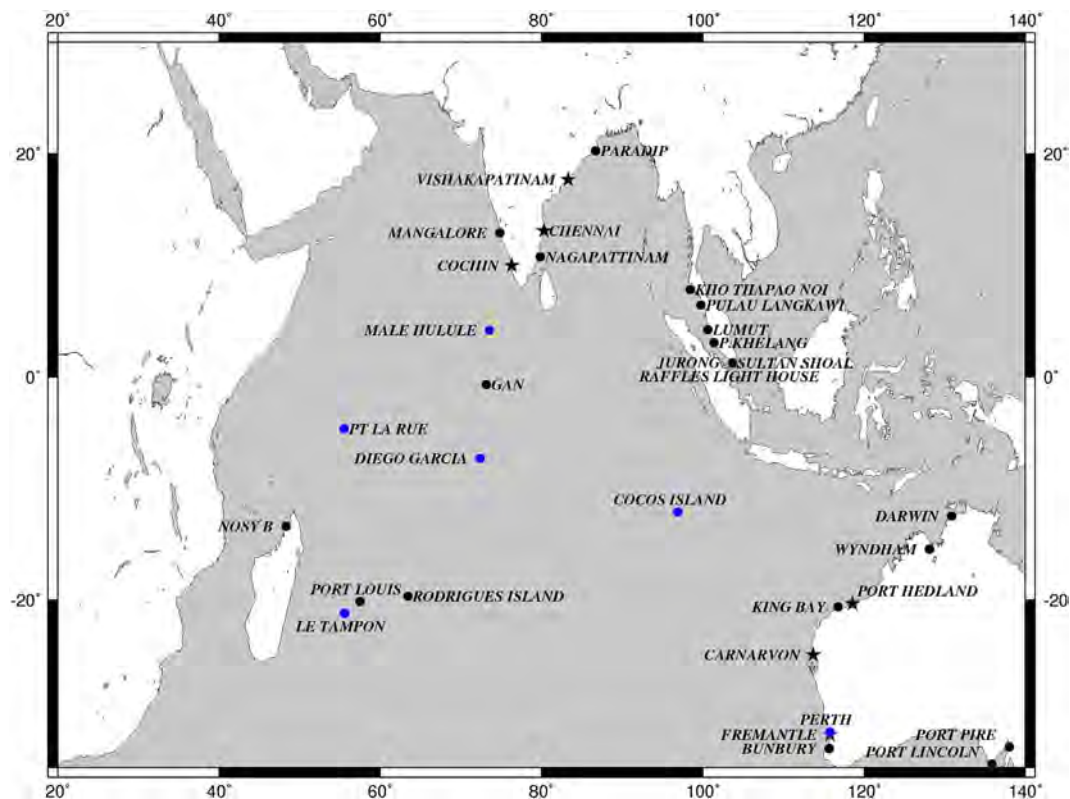 20° 40° 60° 80° 100° 120° 140°
20° 20°
PARADIP
VISHAKAPATINAM
MANGALORE CHENNAI
COCHIN NAGAPATTINAM
KHO THAPAO NOI
PULAU LANGKAWI
MALE HULULE LUMUT
P.KHELANG
JURONG SULTAN SHOAL
RAFFLES LIGHT HOUSE
0° 0°
GAN
PT LA RUE
DIEGO GARCIA
COCOS ISLAND
NOSY B DARWIN
WYNDHAM
PORT LOUIS RODRIGUES ISLAND PORT HEDLAND
-20° -20°
KING BAY
LE TAMPON
CARNARVON
PERTH
FREMANTLE PORT PIRE
BUNBURY PORT LINCOLN
20° 40° 60° 80° 100° 120° 140°